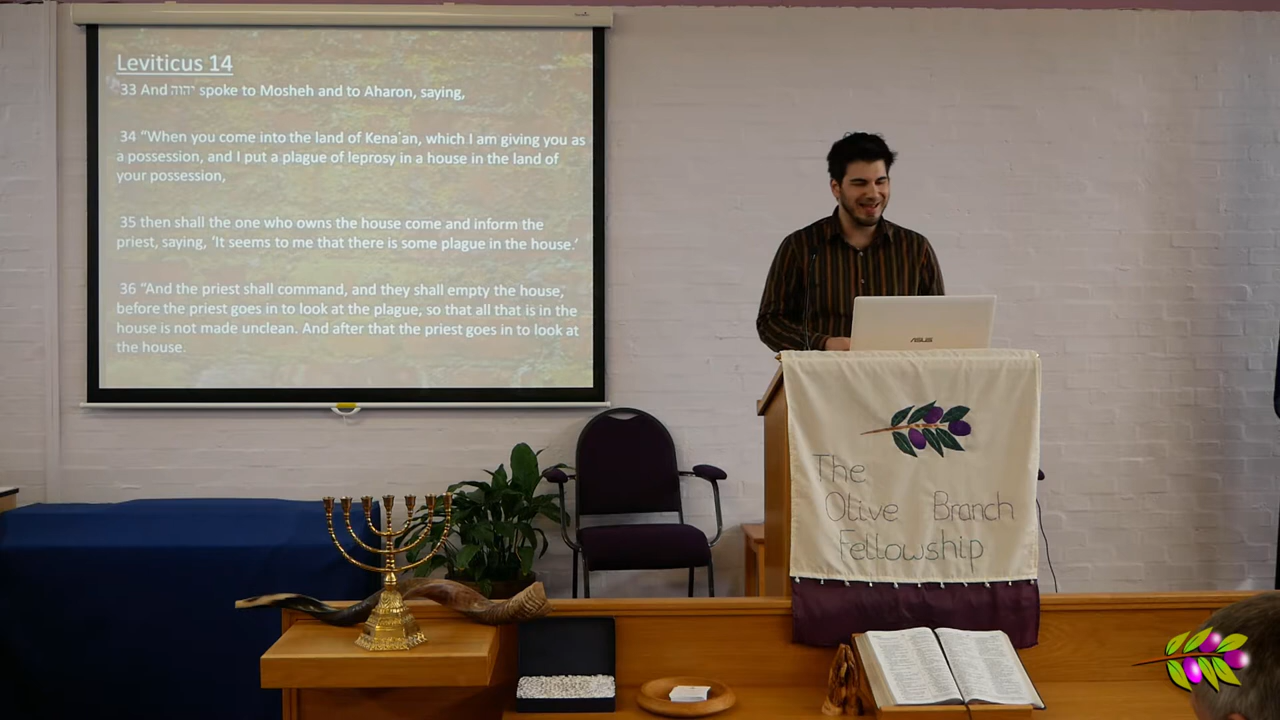 Leviticus 14
33 And יהוה spoke to Mosheh and to Aharon, saying,
34 “When you come into the land of Kena‛an, which I am giving you as
a possession, and I put a plague of leprosy in a house in the land of
your possession,
35 then shall the one who owns the house come and inform the
priest, saying, ‘It seems to me that there is some plague in the house.’
36 “And the priest shall command, and they shall empty the house,
before the priest goes in to look at the plague, so that all that is in the
house is not made unclean. And after that the priest goes in to look at
the house.
ASUS
The
Olive Branch
Fellowship